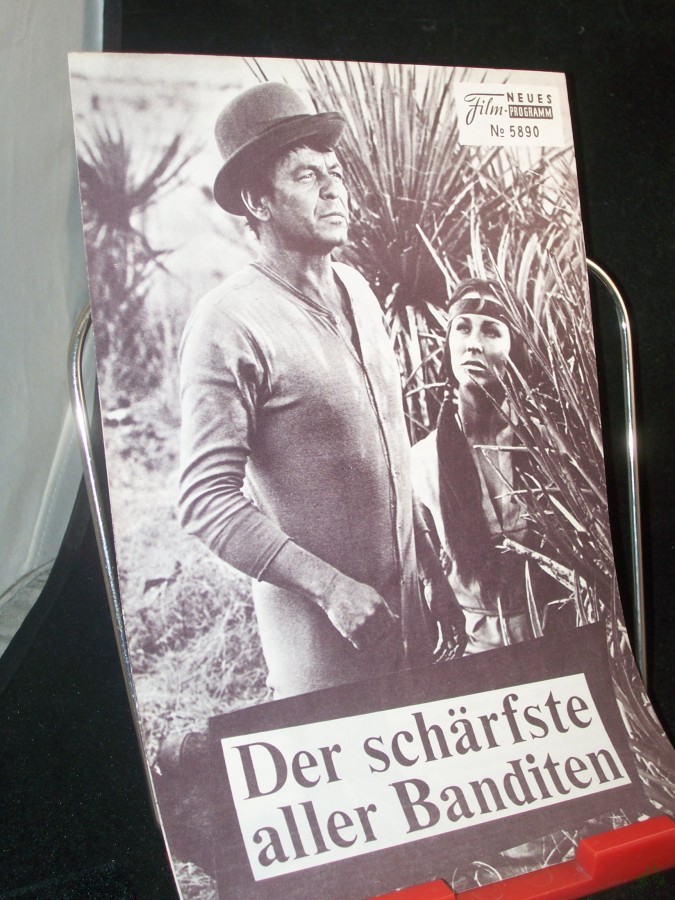 NEUES
Film-PROGRAMM
№ 5890
Der schärfste
aller Banditen